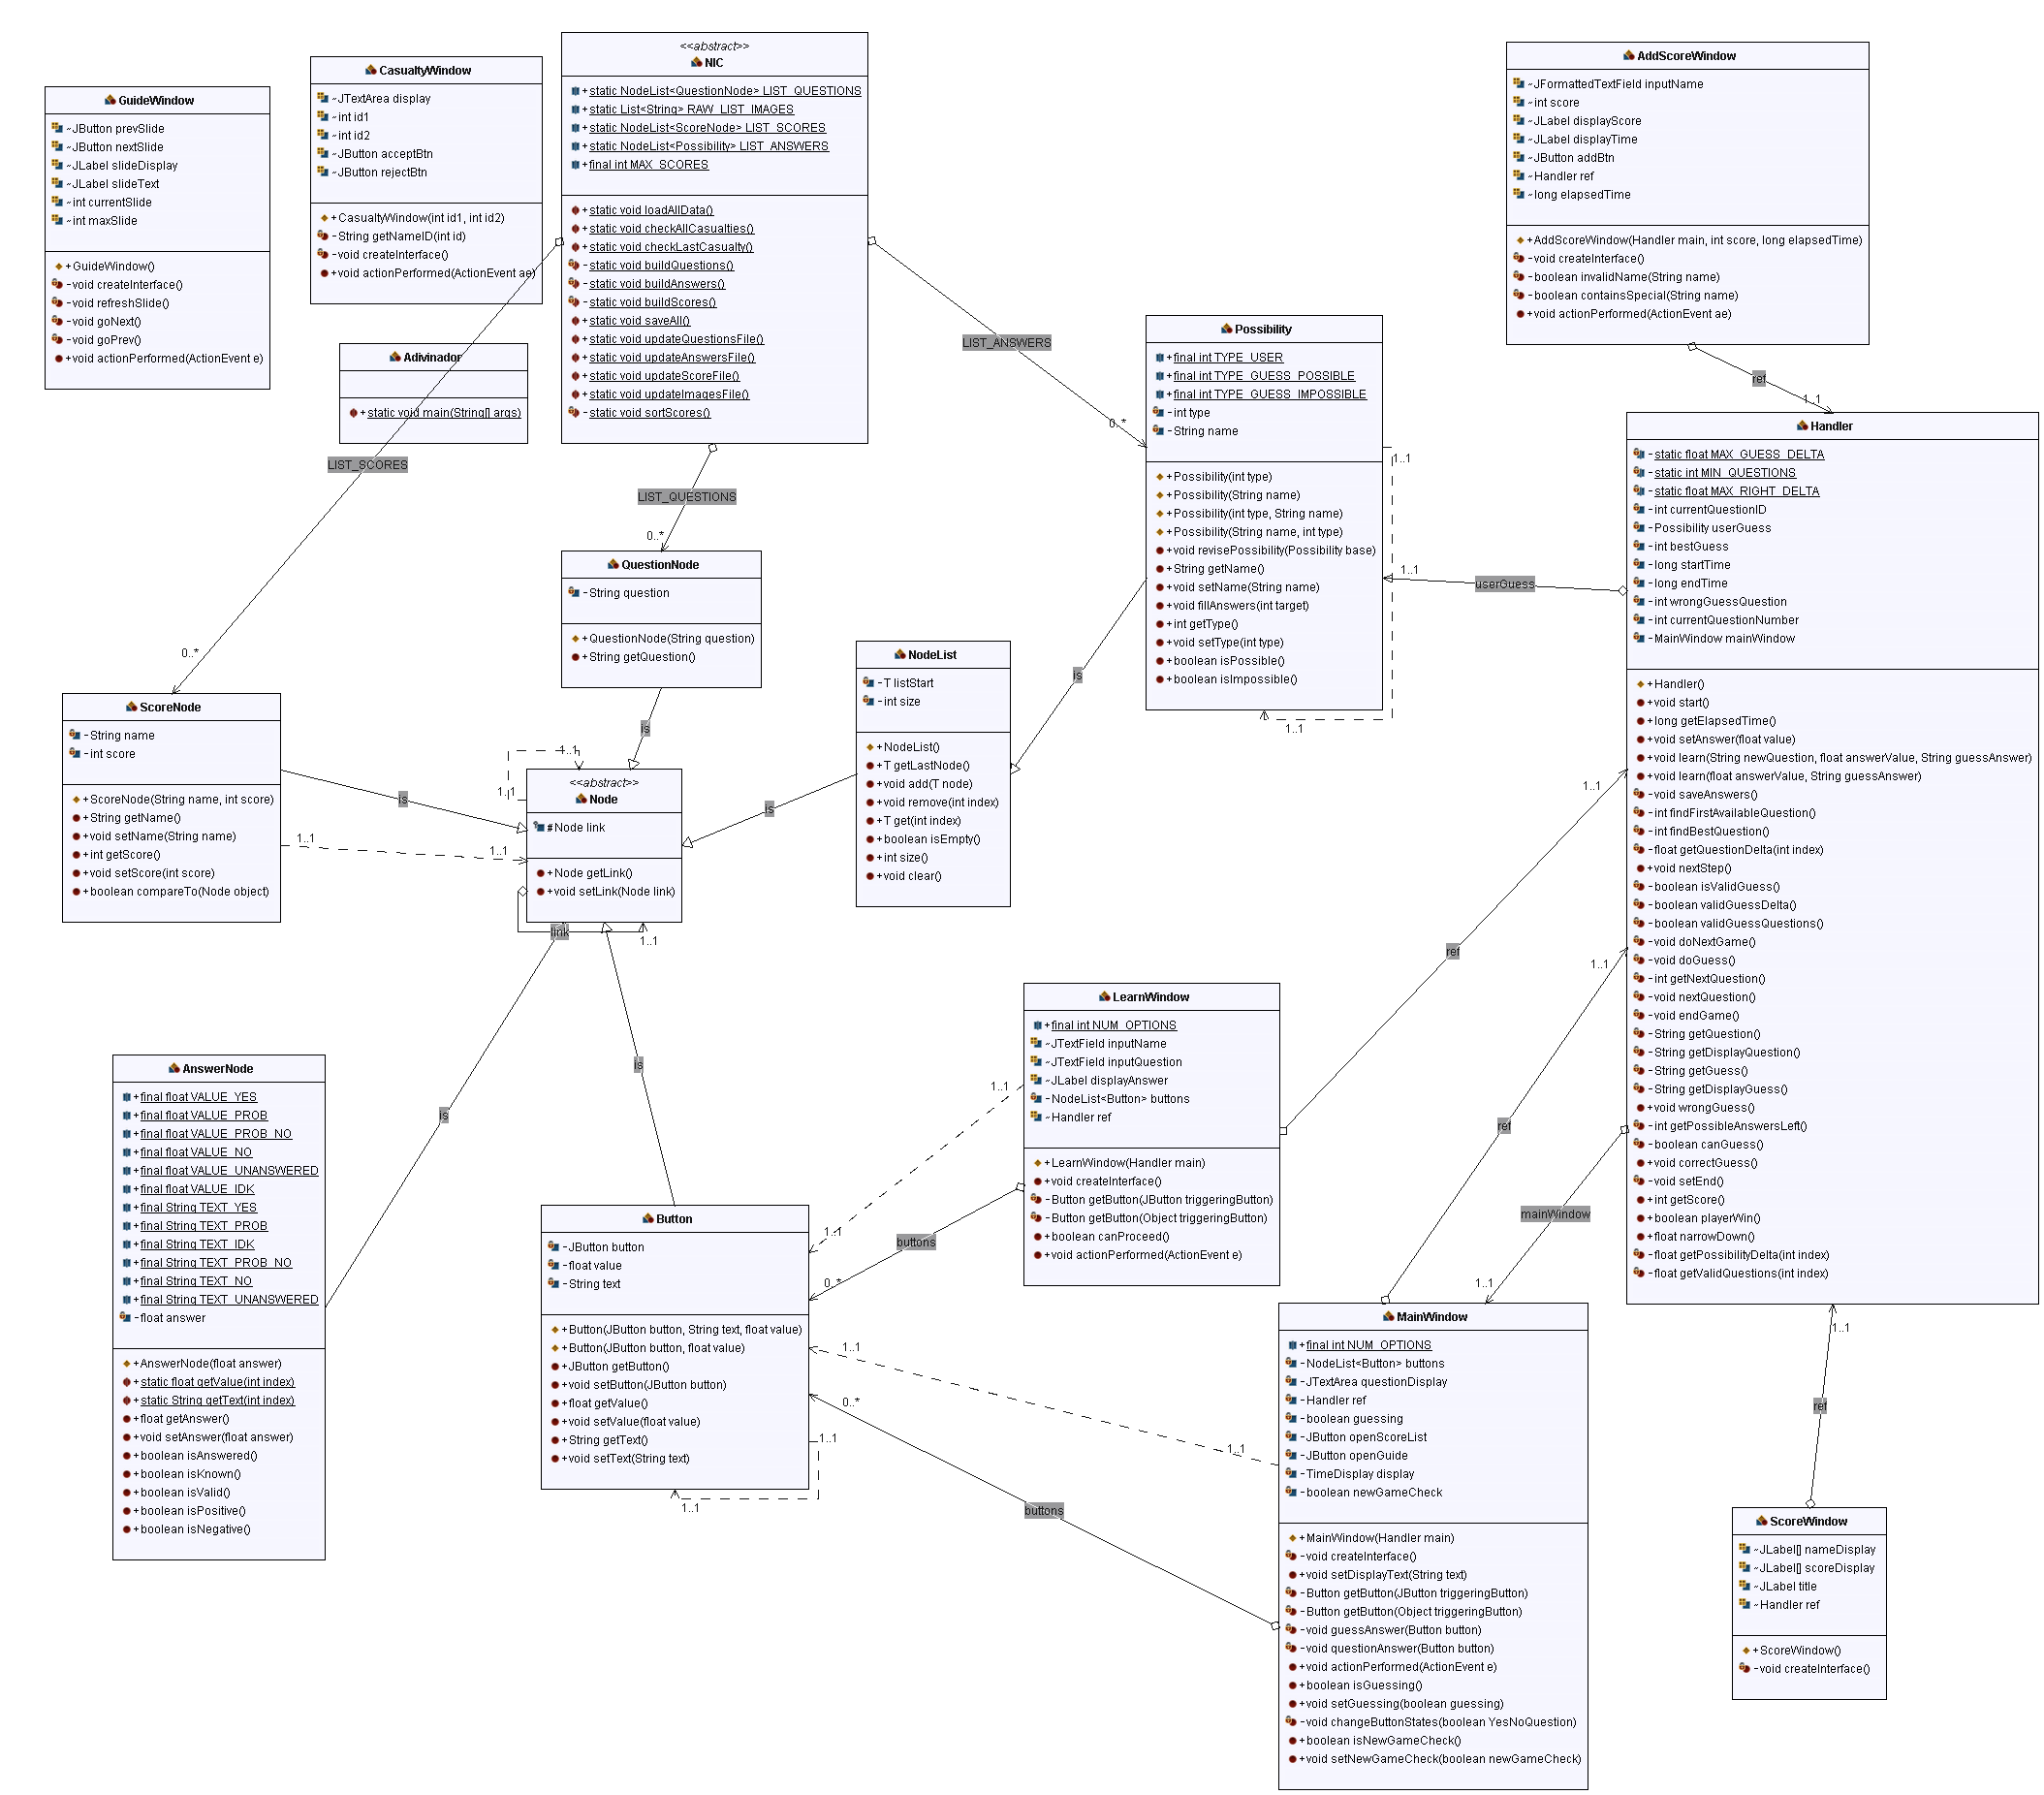 GuideWindow
~JButton prevSlide
~JButton nextSlide
~JLabel slideDisplay
~JLabel slideText
~int currentSlide
~int maxSlide
+GuideWindow()
-void createInterface()
-void refreshSlide()
-void goNext()
-void goPrev()
+void actionPerformed(ActionEvent e)
CasualtyWindow
~JTextArea display
~int id1
~int id2
~JButton acceptBtn
~JButton rejectBtn
+CasualtyWindow(int id1, int id2)
-String getNameID(int id)
-void createInterface()
+void actionPerformed(ActionEvent ae)
Adivinador
+static void main(String[] args)
<<abstract>>
NIC
+static NodeList<QuestionNode> LIST_QUESTIONS
+static List<String> RAW_LIST_IMAGES
+static NodeList<ScoreNode> LIST_SCORES
+static NodeList<Possibility> LIST_ANSWERS
+final int MAX_SCORES
+static void loadAllData()
+static void checkAllCasualties()
+static void checkLastCasualty()
-static void buildQuestions()
-static void buildAnswers()
-static void buildScores()
+static void saveAll()
+static void updateQuestionsFile()
+static void updateAnswersFile()
+static void updateScoreFile()
+static void updateImagesFile()
-static void sortScores()
LIST_SCORES
0..*
LIST_QUESTIONS
0..*
LIST_ANSWERS
0..*
Possibility
+final int TYPE_USER
+final int TYPE_GUESS_POSSIBLE
+final int TYPE_GUESS_IMPOSSIBLE
-int type
-String name
+Possibility(int type)
+Possibility(String name)
+Possibility(int type, String name)
+Possibility(String name, int type)
+void revisePossibility(Possibility base)
+String getName()
+void setName(String name)
+void fillAnswers(int target)
+int getType()
+void setType(int type)
+boolean isPossible()
+boolean isImpossible()
1..1
1..1
1..1
userGuess
AddScoreWindow
~JFormattedTextField inputName
~int score
~JLabel displayScore
~JLabel displayTime
~JButton addBtn
~Handler ref
~long elapsedTime
+AddScoreWindow(Handler main, int score, long elapsedTime)
-void createInterface()
-boolean invalidName(String name)
-boolean containsSpecial(String name)
+void actionPerformed(ActionEvent ae)
ref
1..1
Handler
-static float MAX_GUESS_DELTA
-static int MIN_QUESTIONS
-static float MAX_RIGHT_DELTA
-int currentQuestionID
-Possibility userGuess
-int bestGuess
-long startTime
-long endTime
-int wrongGuessQuestion
-int currentQuestionNumber
-MainWindow mainWindow
+Handler()
+void start()
+long getElapsedTime()
+void setAnswer(float value)
+void learn(String newQuestion, float answerValue, String guessAnswer)
+void learn(float answerValue, String guessAnswer)
-void saveAnswers()
-int findFirstAvailableQuestion()
-int findBestQuestion()
-float getQuestionDelta(int index)
+void nextStep()
-boolean isValidGuess()
-boolean validGuessDelta()
-boolean validGuessQuestions()
-void doNextGame()
-void doGuess()
-int getNextQuestion()
-void nextQuestion()
-void endGame()
-String getQuestion()
-String getDisplayQuestion()
-String getGuess()
-String getDisplayGuess()
+void wrongGuess()
-int getPossibleAnswersLeft()
-boolean canGuess()
+void correctGuess()
-void setEnd()
+int getScore()
+boolean playerWin()
+float narrowDown()
-float getPossibilityDelta(int index)
-float getValidQuestions(int index)
QuestionNode
-String question
+QuestionNode(String question)
+String getQuestion()
is
NodeList
-T listStart
-int size
+NodeList()
+T getLastNode()
+void add(T node)
+void remove(int index)
+T get(int index)
+boolean isEmpty()
+int size()
+void clear()
is
is
ScoreNode
-String name
-int score
+ScoreNode(String name, int score)
+String getName()
+void setName(String name)
+int getScore()
+void setScore(int score)
+boolean compareTo(Node object)
is
1..1
1..1
1..1
1..1
<<abstract>>
Node
#Node link
+Node getLink()
+void setLink(Node link)
link
1..1
is
is
AnswerNode
+final float VALUE_YES
+final float VALUE_PROB
+final float VALUE_PROB_NO
+final float VALUE_NO
+final float VALUE_UNANSWERED
+final float VALUE_IDK
+final String TEXT_YES
+final String TEXT_PROB
+final String TEXT_IDK
+final String TEXT_PROB_NO
+final String TEXT_NO
+final String TEXT_UNANSWERED
-float answer
+AnswerNode(float answer)
+static float getValue(int index)
+static String getText(int index)
+float getAnswer()
+void setAnswer(float answer)
+boolean isAnswered()
+boolean isKnown()
+boolean isValid()
+boolean isPositive()
+boolean isNegative()
Button
-JButton button
-float value
-String text
+Button(JButton button, String text, float value)
+Button(JButton button, float value)
+JButton getButton()
+void setButton(JButton button)
+float getValue()
+void setValue(float value)
+String getText()
+void setText(String text)
1..1
1..1
LearnWindow
+final int NUM_OPTIONS
~JTextField inputName
~JTextField inputQuestion
~JLabel displayAnswer
-NodeList<Button> buttons
~Handler ref
+LearnWindow(Handler main)
+void createInterface()
-Button getButton(JButton triggeringButton)
-Button getButton(Object triggeringButton)
+boolean canProceed()
+void actionPerformed(ActionEvent e)
1..1
1..1
buttons
0..*
ref
1..1
ref
1..1
mainWindow
1..1
MainWindow
+final int NUM_OPTIONS
-NodeList<Button> buttons
-JTextArea questionDisplay
-Handler ref
-boolean guessing
-JButton openScoreList
-JButton openGuide
-TimeDisplay display
-boolean newGameCheck
+MainWindow(Handler main)
-void createInterface()
+void setDisplayText(String text)
-Button getButton(JButton triggeringButton)
-Button getButton(Object triggeringButton)
-void guessAnswer(Button button)
-void questionAnswer(Button button)
+void actionPerformed(ActionEvent e)
+boolean isGuessing()
+void setGuessing(boolean guessing)
-void changeButtonStates(boolean YesNoQuestion)
+boolean isNewGameCheck()
+void setNewGameCheck(boolean newGameCheck)
1..1
1..1
0..*
buttons
1..1
ref
ScoreWindow
~JLabel[] nameDisplay
~JLabel[] scoreDisplay
~JLabel title
~Handler ref
+ScoreWindow()
-void createInterface()